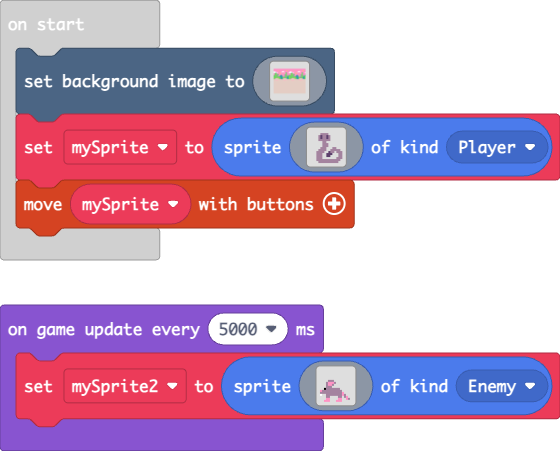 on start
set background image to
set mySprite to sprite of kind Player
move mySprite with buttons
on game update every 5000 ms
set mySprite2 to sprite of kind Enemy